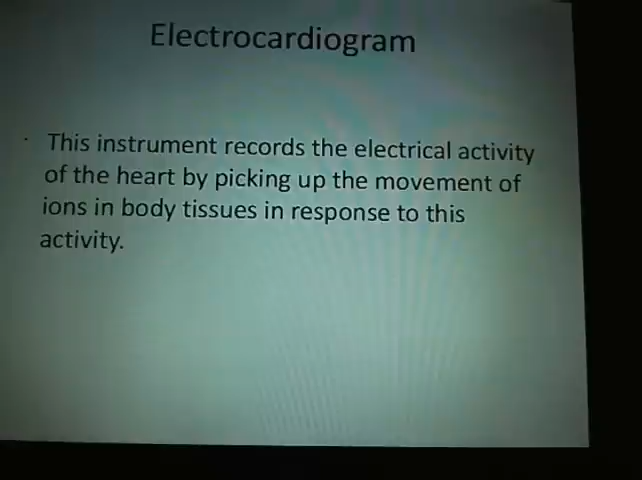 Electrocardiogram
· This instrument records the electrical activity
of the heart by picking up the movement of
ions in body tissues in response to this
activity.